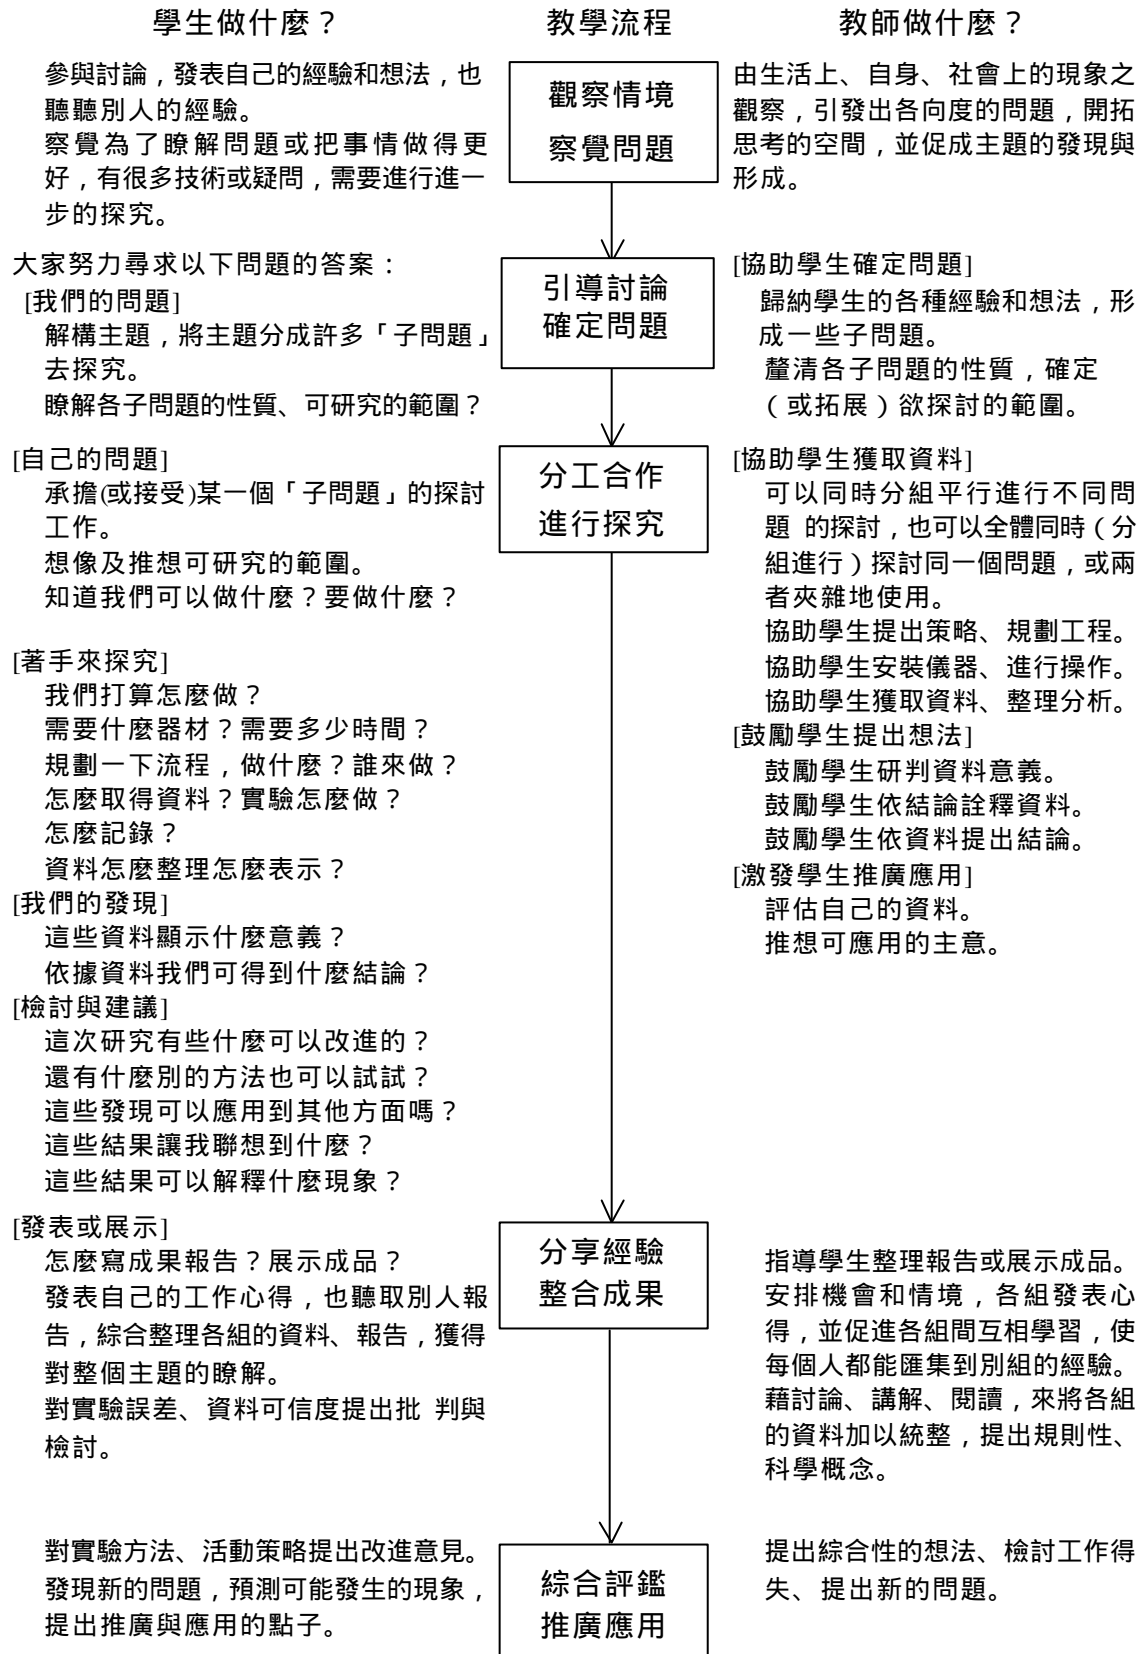 學生做什麼？
教學流程
教師做什麼？
參與討論，發表自己的經驗和想法，也
聽聽別人的經驗。
察覺為了瞭解問題或把事情做得更
好，有很多技術或疑問，需要進行進一
步的探究。
觀察情境
察覺問題
由生活上、自身、社會上的現象之
觀察，引發出各向度的問題，開拓
思考的空間，並促成主題的發現與
形成。
大家努力尋求以下問題的答案：
[我們的問題]
解構主題，將主題分成許多「子問題」
去探究。
瞭解各子問題的性質、可研究的範圍？
引導討論
確定問題
[協助學生確定問題]
歸納學生的各種經驗和想法，形
成一些子問題。
釐清各子問題的性質，確定
（或拓展）欲探討的範圍。
[自己的問題]
承擔(或接受)某一個「子問題」的探討
工作。
想像及推想可研究的範圍。
知道我們可以做什麼？要做什麼？
[著手來探究]
我們打算怎麼做？
需要什麼器材？需要多少時間？
規劃一下流程，做什麼？誰來做？
怎麼取得資料？實驗怎麼做？
怎麼記錄？
資料怎麼整理怎麼表示？
[我們的發現]
這些資料顯示什麼意義？
依據資料我們可得到什麼結論？
[檢討與建議]
這次研究有些什麼可以改進的？
還有什麼別的方法也可以試試？
這些發現可以應用到其他方面嗎？
這些結果讓我聯想到什麼？
這些結果可以解釋什麼現象？
分工合作
進行探究
[協助學生獲取資料]
可以同時分組平行進行不同問
題 的探討，也可以全體同時（分
組進行）探討同一個問題，或兩
者夾雜地使用。
協助學生提出策略、規劃工程。
協助學生安裝儀器、進行操作。
協助學生獲取資料、整理分析。
[鼓勵學生提出想法]
鼓勵學生研判資料意義。
鼓勵學生依結論詮釋資料。
鼓勵學生依資料提出結論。
[激發學生推廣應用]
評估自己的資料。
推想可應用的主意。
[發表或展示]
怎麼寫成果報告？展示成品？
發表自己的工作心得，也聽取別人報
告，綜合整理各組的資料、報告，獲得
對整個主題的瞭解。
對實驗誤差、資料可信度提出批 判與
檢討。
分享經驗
整合成果
指導學生整理報告或展示成品。
安排機會和情境，各組發表心
得，並促進各組間互相學習，使
每個人都能匯集到別組的經驗。
藉討論、講解、閱讀，來將各組
的資料加以統整，提出規則性、
科學概念。
對實驗方法、活動策略提出改進意見。
發現新的問題，預測可能發生的現象，
提出推廣與應用的點子。
綜合評鑑
推廣應用
提出綜合性的想法、檢討工作得
失、提出新的問題。